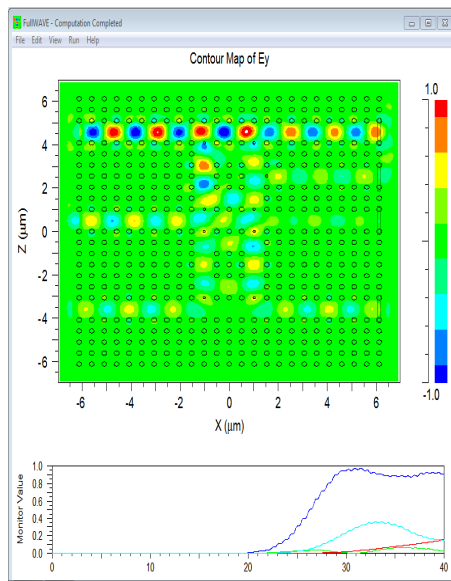 FullWAVE - Computation Completed
File Edit View Run Help
Contour Map of Ey
1.0
6
4
2
0
-2
-4
-6
Z (μm)
-1.0
-6 -4 -2 0 2 4 6
X (μm)
Monitor Value
1.0
0.8
0.6
0.4
0.2
0.0
0 10 20 30 40